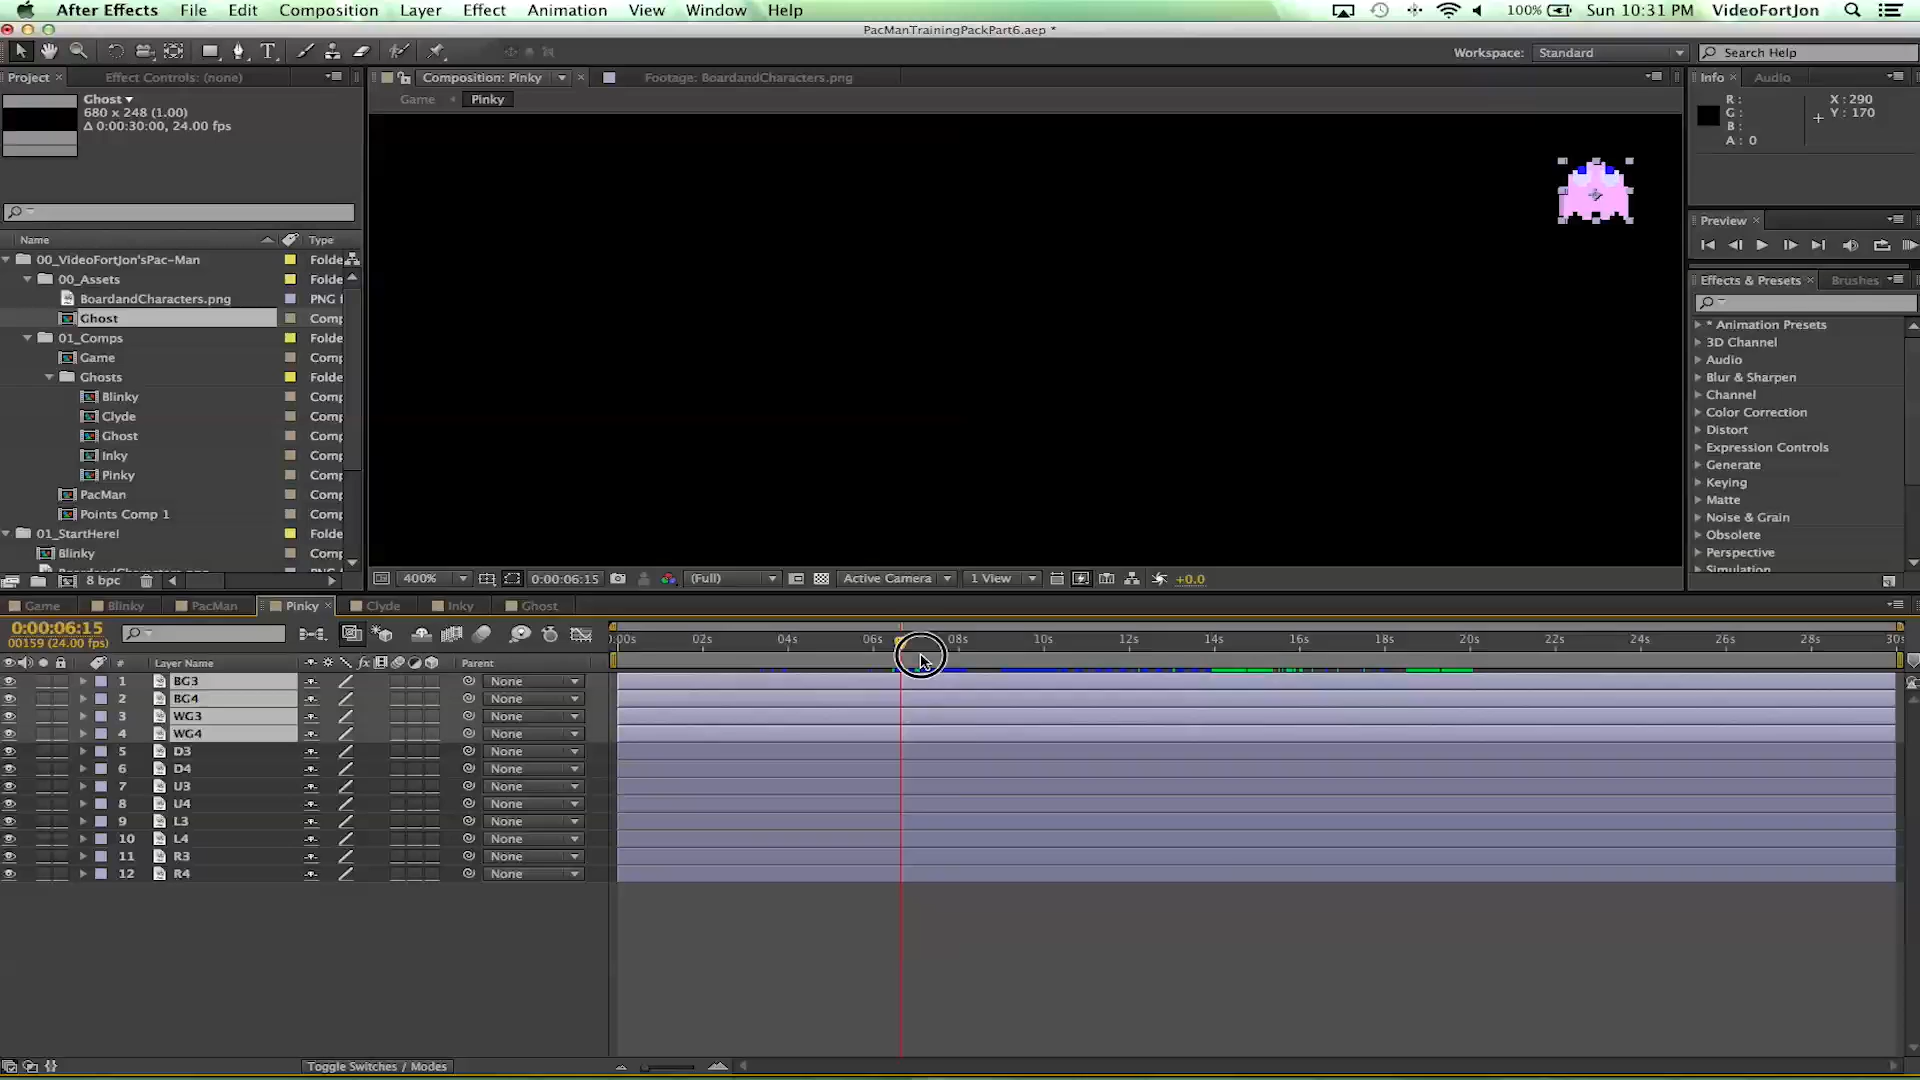 After Effects File Edit Composition Layer Effect Animation View Window Help 100% Sun 10:31 PM VideoFortJon
PacManTrainingPackPart6.aep *
Workspace: Standard Search Help
Project Effect Controls: (none) Composition: Pinky Footage: BoardandCharacters.png Info Audio
Game Pinky
Ghost
680 x 248 (1.00)
Δ 0:00:30:00, 24.00 fps
R :
G :
B :
A : 0
X : 290
Y : 170
Preview
Effects & Presets Brushes
* Animation Presets
3D Channel
Audio
Blur & Sharpen
Channel
Color Correction
Distort
Expression Controls
Generate
Keying
Matte
Noise & Grain
Obsolete
Perspective
Simulation
Name Type
00_VideoFortJon'sPac-Man Folde
00_Assets Folde
BoardandCharacters.png PNG f
Ghost Comp
01_Comps Folde
Game Comp
Ghosts Folde
Blinky Comp
Clyde Comp
Ghost Comp
Inky Comp
Pinky Comp
PacMan Comp
Points Comp 1 Comp
01_StartHere! Folde
Blinky Comp
8 bpc
400% 0:00:06:15 (Full) Active Camera 1 View +0.0
Game Blinky PacMan Pinky Clyde Inky Ghost
0:00:06:15
00159 (24.00 fps)
):00s 02s 04s 06s 08s 10s 12s 14s 16s 18s 20s 22s 24s 26s 28s 30s
# Layer Name fx Parent
1 BG3 None
2 BG4 None
3 WG3 None
4 WG4 None
5 D3 None
6 D4 None
7 U3 None
8 U4 None
9 L3 None
10 L4 None
11 R3 None
12 R4 None
Toggle Switches / Modes